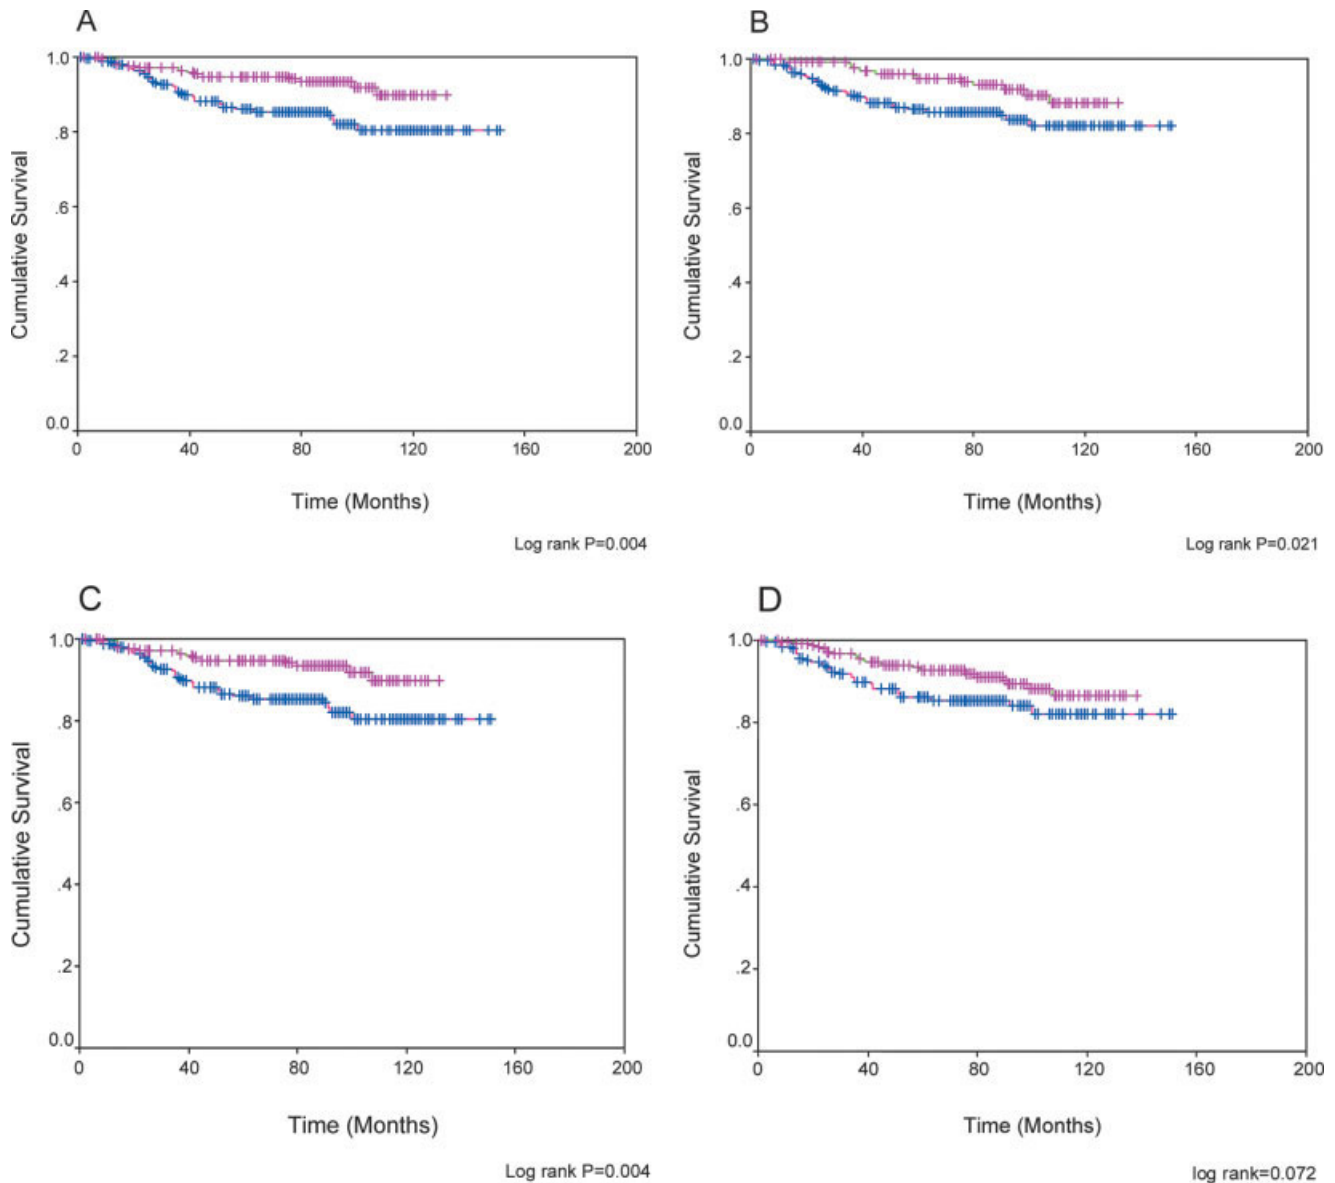 A
Cumulative Survival
1.0
.8
.6
.4
.2
0.0
0 40 80 120 160 200
Time (Months)
Log rank P=0.004
B
Cumulative Survival
1.0
.8
.6
.4
.2
0.0
0 40 80 120 160 200
Time (Months)
Log rank P=0.021
C
Cumulative Survival
1.0
.8
.6
.4
.2
0.0
0 40 80 120 160 200
Time (Months)
Log rank P=0.004
D
Cumulative Survival
1.0
.8
.6
.4
.2
0.0
0 40 80 120 160 200
Time (Months)
log rank=0.072